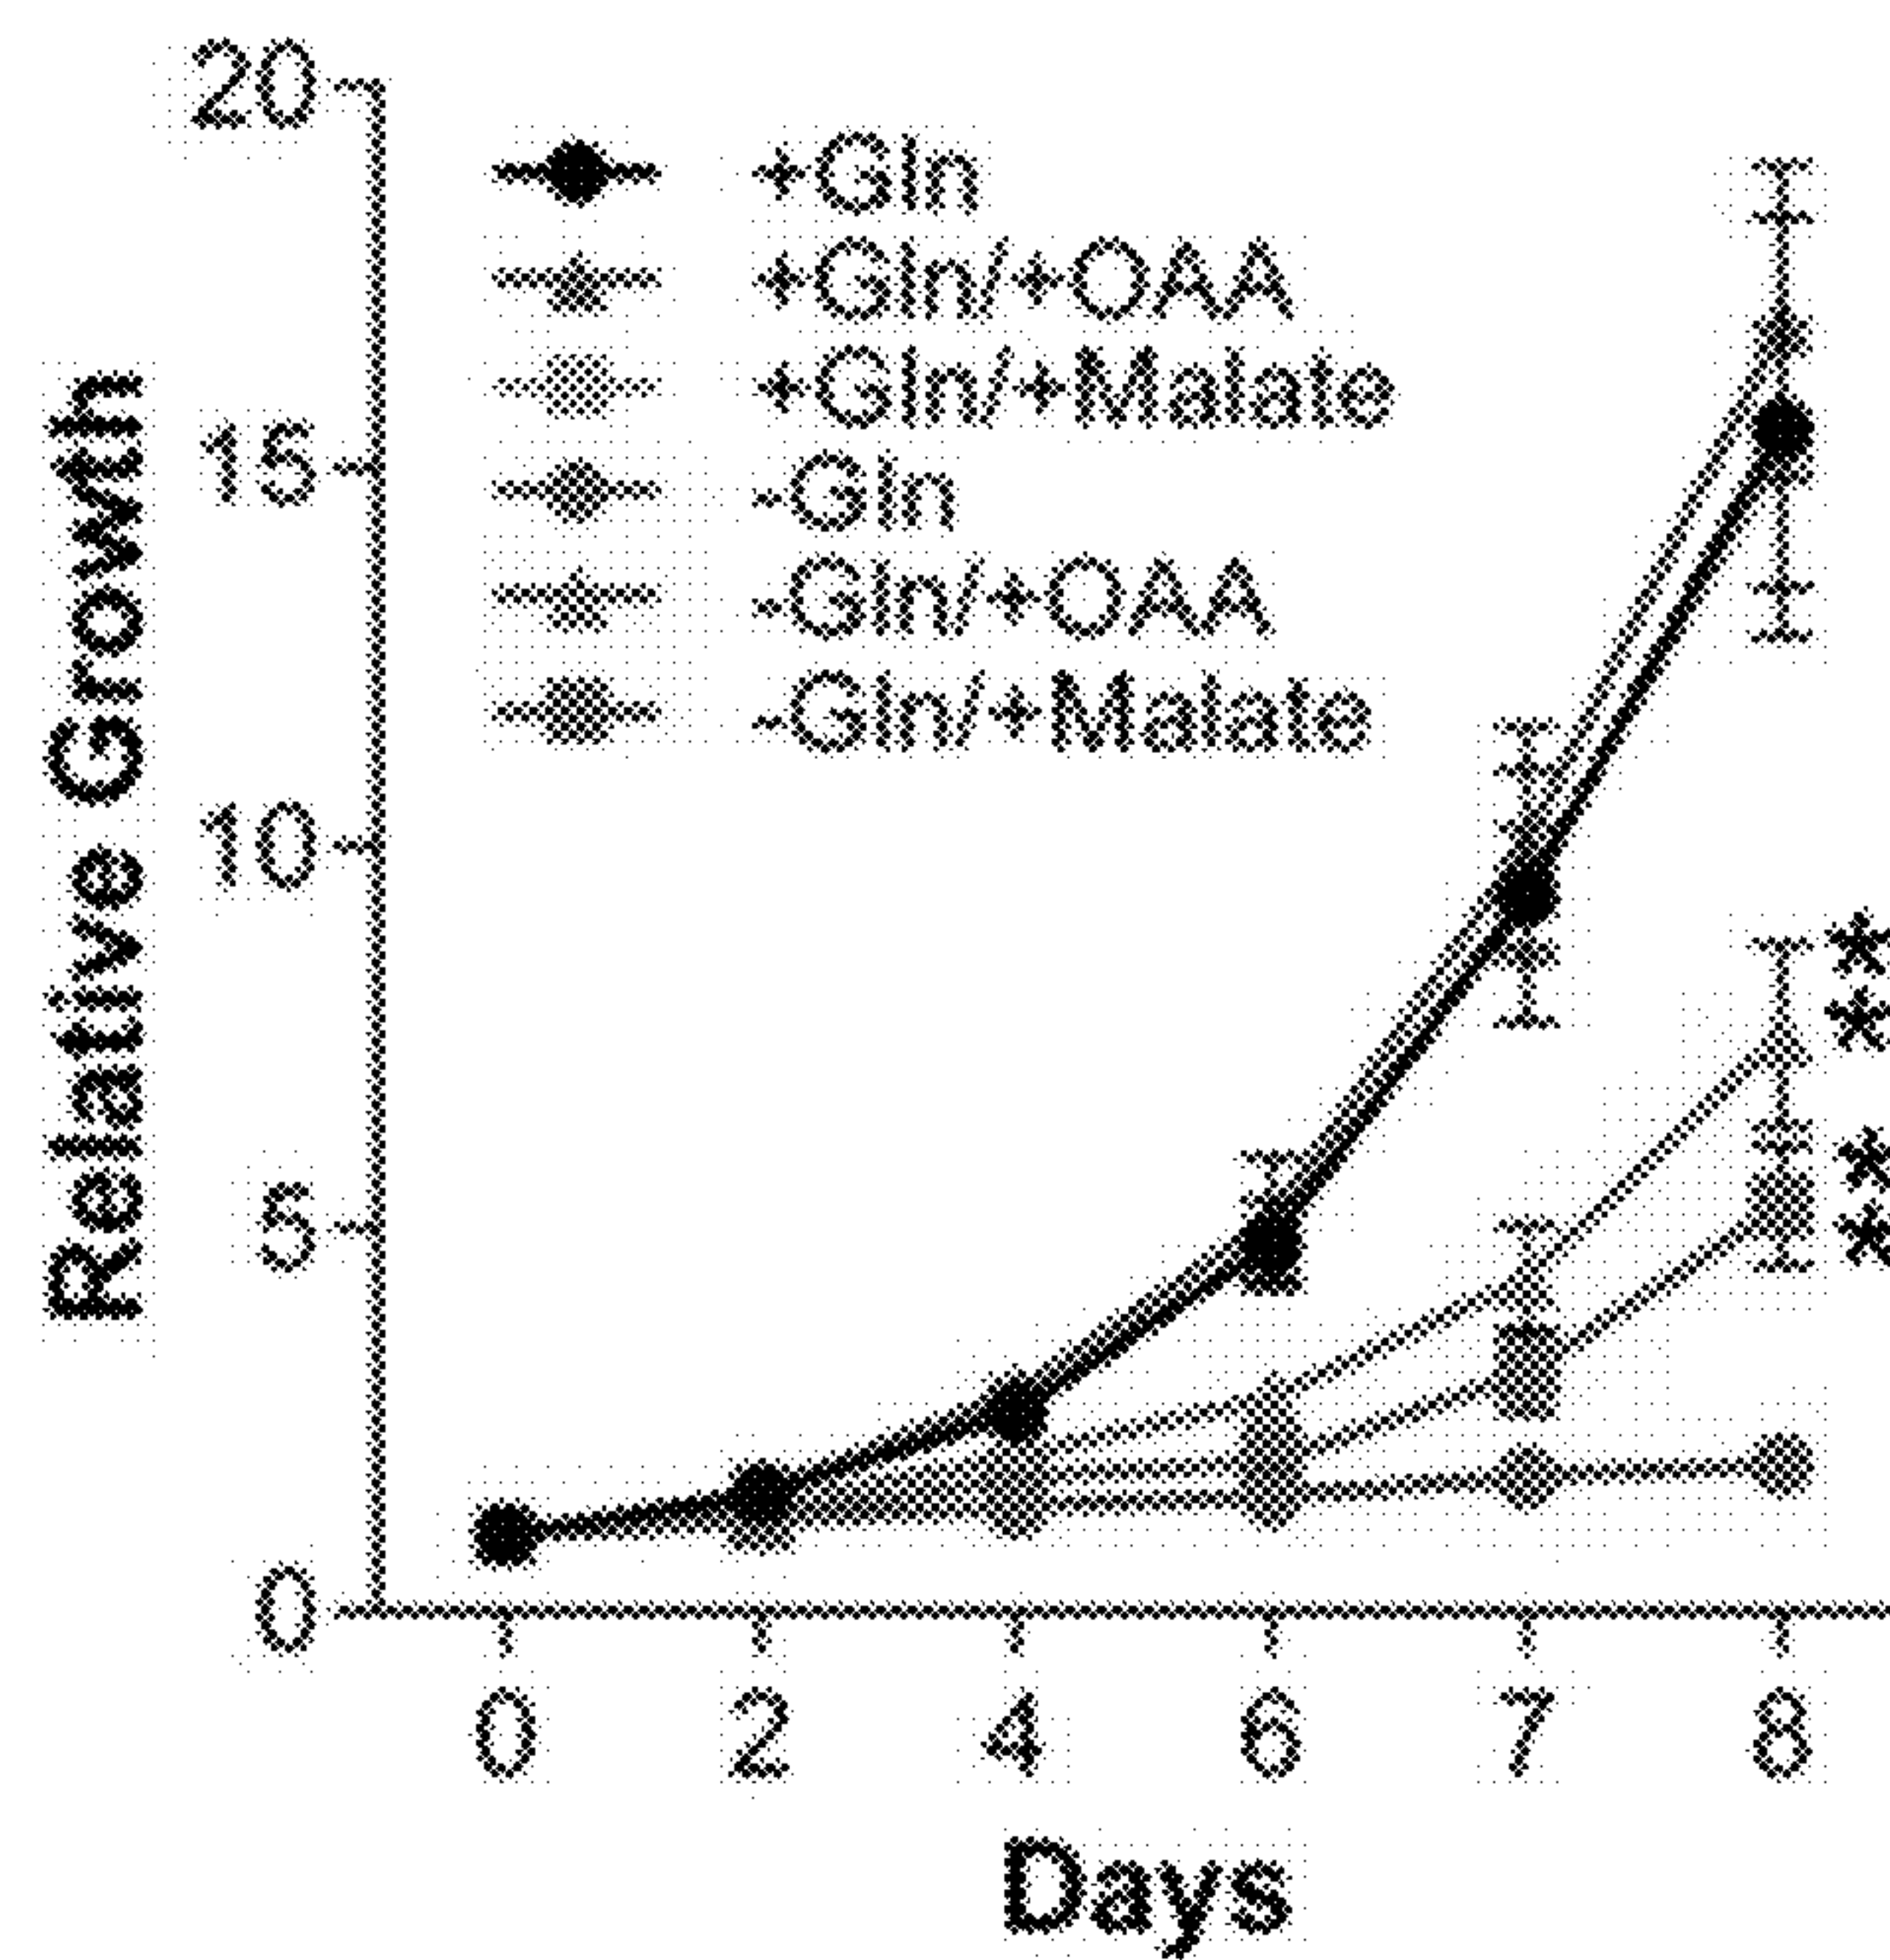 20
15
10
5
0
Relative Growth
+Gln
+Gln/+OAA
+Gln/+Malate
-Gln
-Gln/+OAA
-Gln/+Malate
*
*
*
*
0 2 4 6 7 8
Days